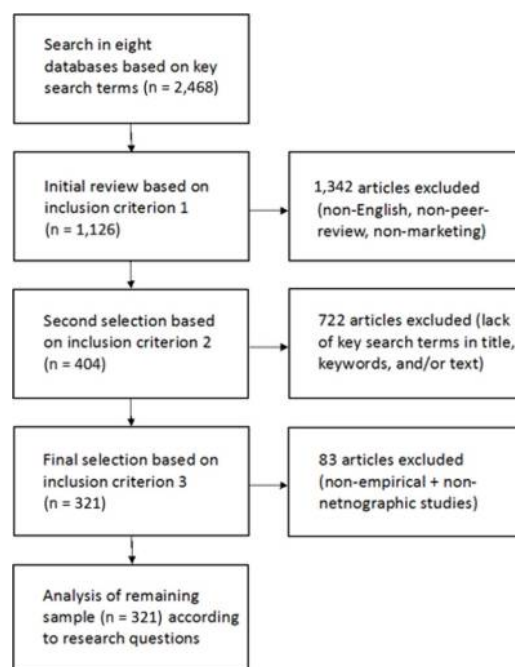 Search in eight
databases based on key
search terms (n = 2,468)
Initial review based on
inclusion criterion 1
(n = 1,126)
1,342 articles excluded
(non-English, non-peer-
review, non-marketing)
Second selection based
on inclusion criterion 2
(n = 404)
722 articles excluded (lack
of key search terms in title,
keywords, and/or text)
Final selection based on
inclusion criterion 3
(n = 321)
83 articles excluded
(non-empirical + non-
netnographic studies)
Analysis of remaining
sample (n = 321) according
to research questions